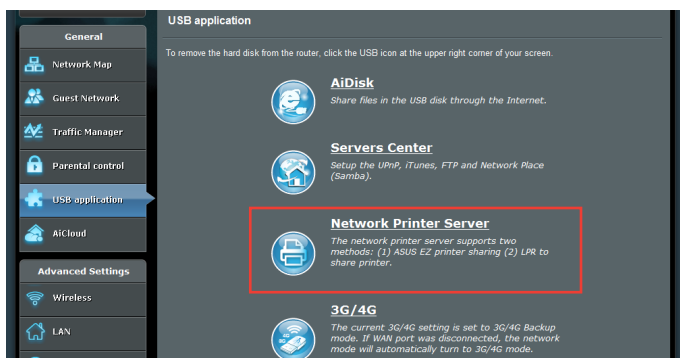 USB application
To remove the hard disk from the router, click the USB icon at the upper right corner of your screen.
General
Network Map
Guest Network
Traffic Manager
Parental control
USB application
AiCloud
Advanced Settings
Wireless
LAN
AiDisk
Share files in the USB disk through the Internet.
Servers Center
Setup the UPnP, iTunes, FTP and Network Place
(Samba).
Network Printer Server
The network printer server supports two
methods: (1) ASUS EZ printer sharing (2) LPR to
share printer.
3G/4G
The current 3G/4G setting is set to 3G/4G Backup
mode. If WAN port was disconnected, the network
mode will automatically turn to 3G/4G mode.